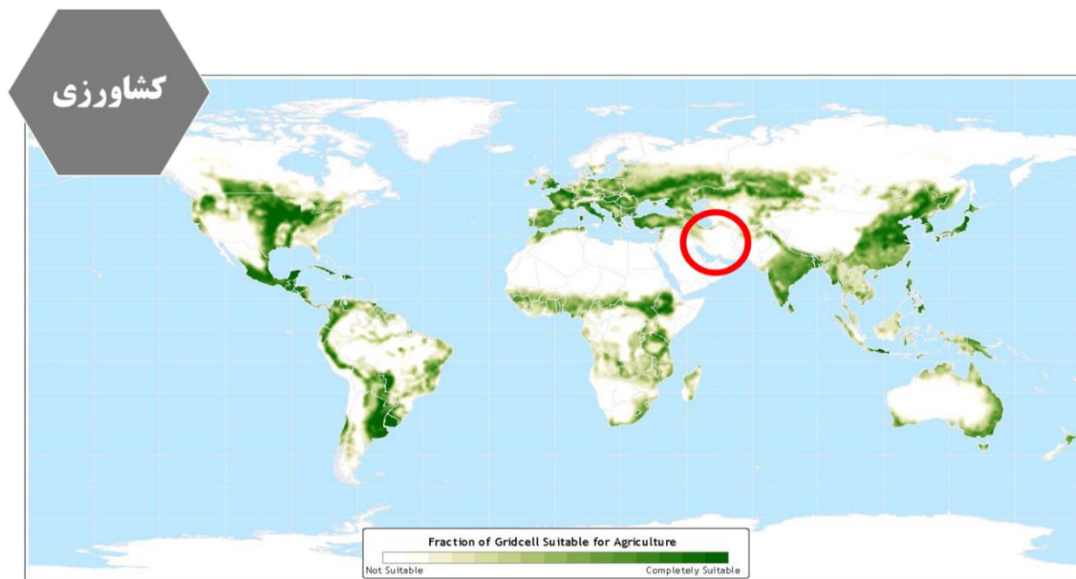 کشاورزی
Fraction of Gridcell Suitable for Agriculture
Not Suitable
Completely Suitable